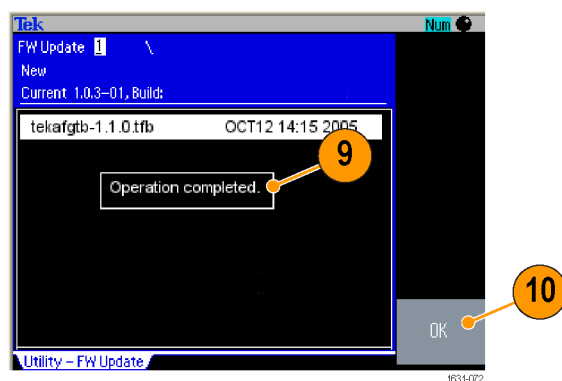 Tek
Num
FW Update 1 \
New
Current 1.0.3–01, Build:
tekafgtb-1.1.0.tfb OCT12 14:15 2005
9
Operation completed.
10
OK
Utility – FW Update
1631-072